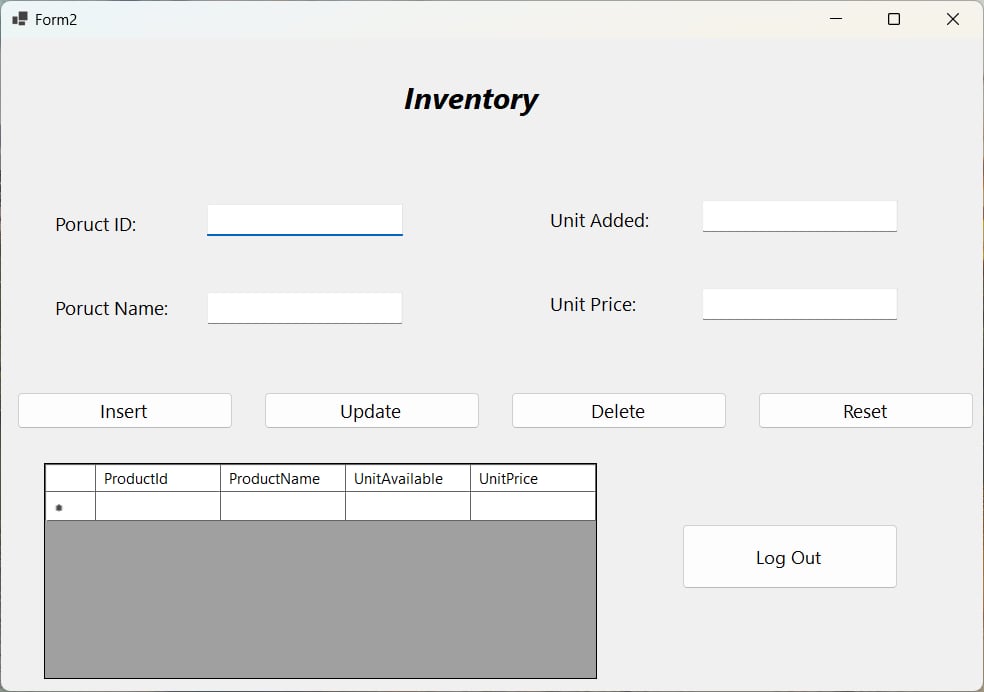 Form2
Inventory
Poruct ID:
Unit Added:
Poruct Name:
Unit Price:
Insert Update Delete Reset
ProductId ProductName UnitAvailable UnitPrice
Log Out